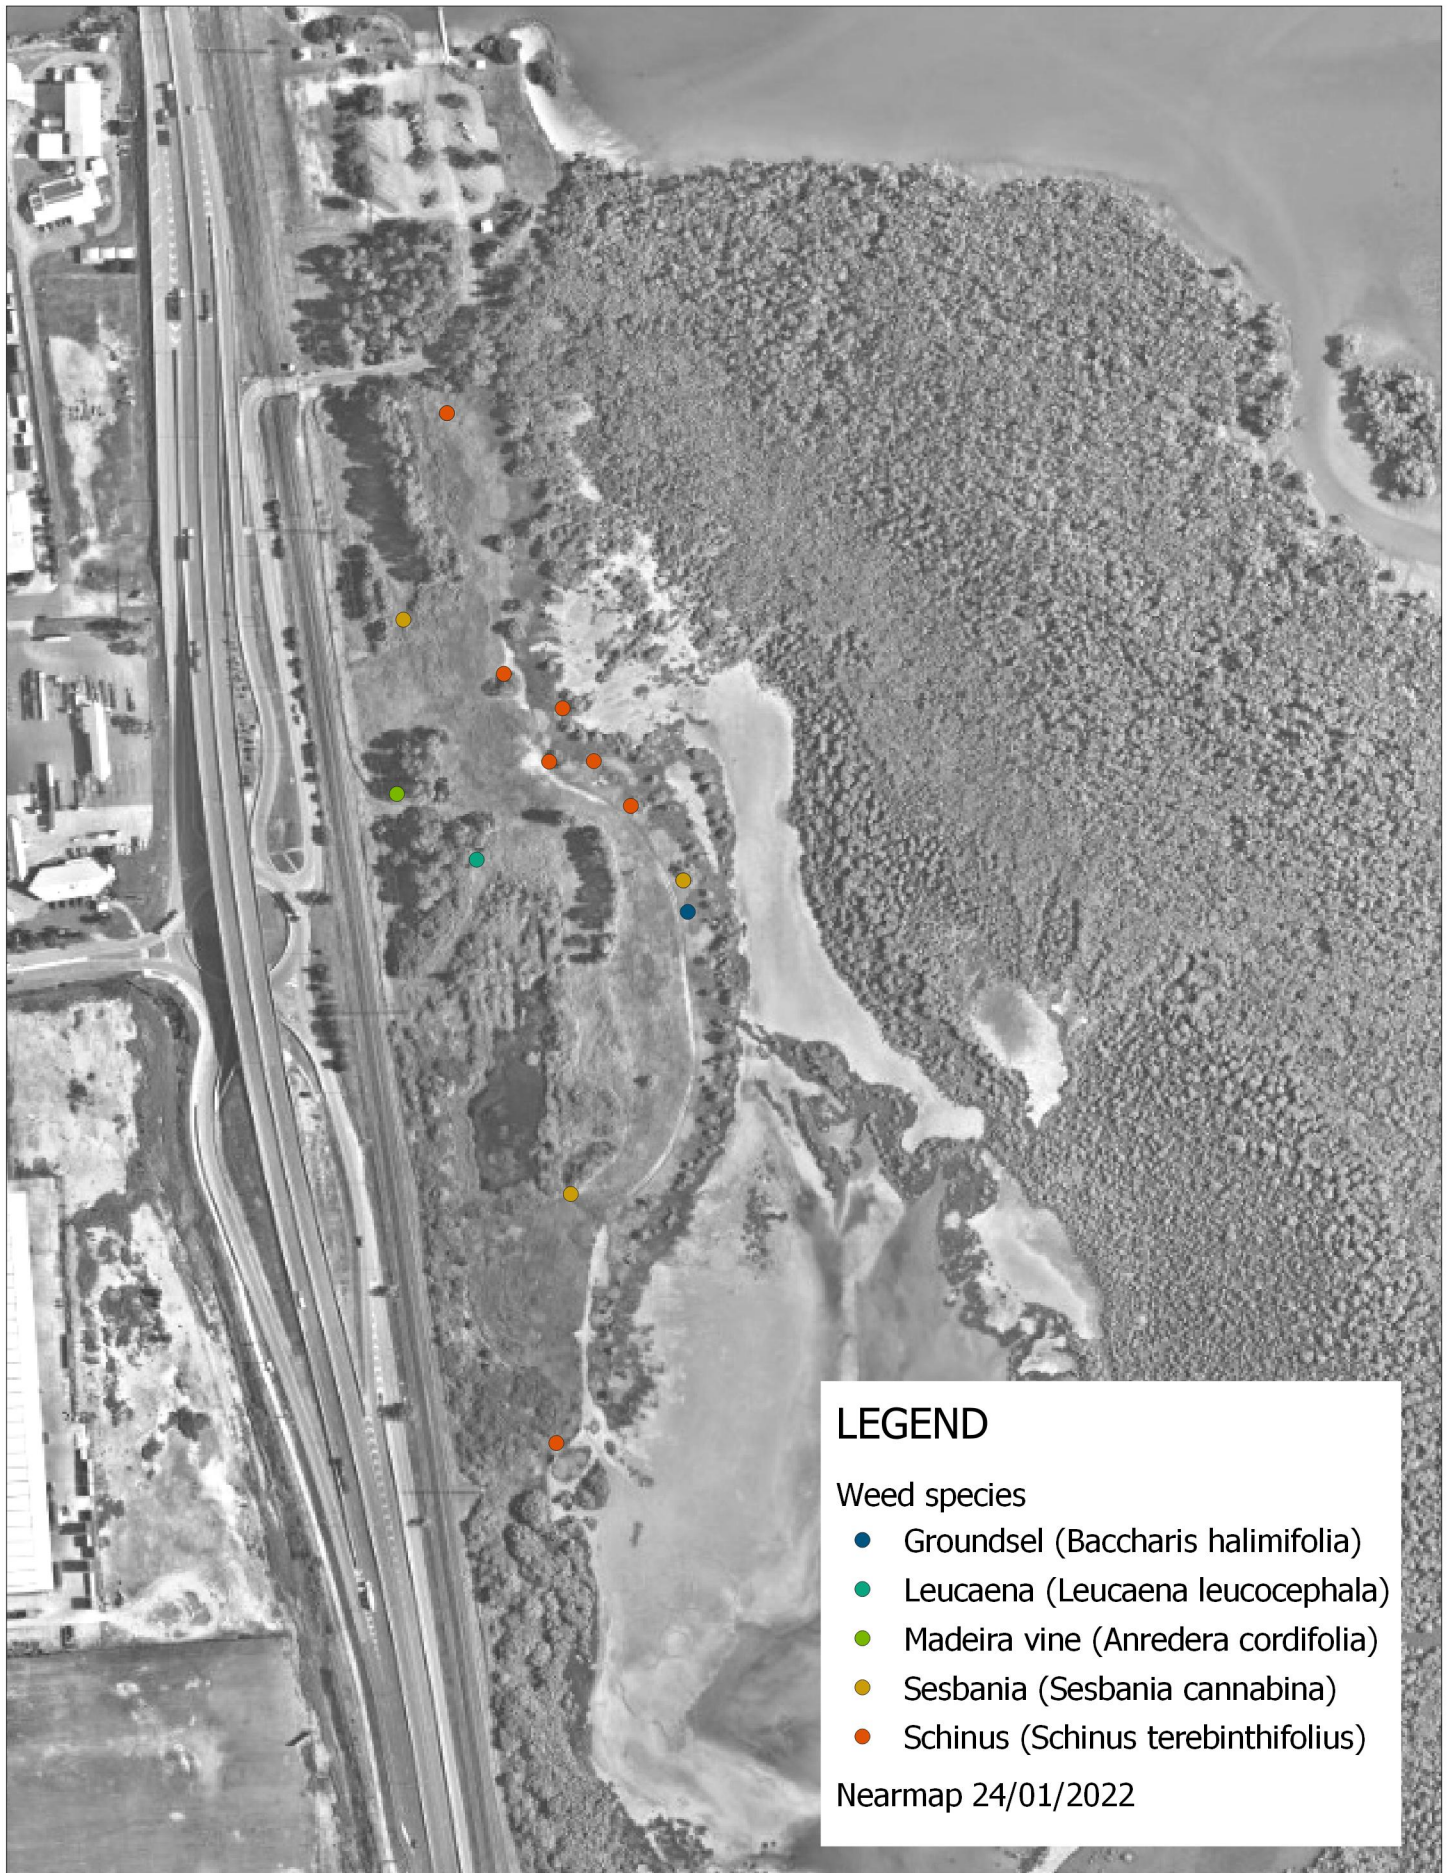 LEGEND
Weed species
Groundsel (Baccharis halimifolia)
Leucaena (Leucaena leucocephala)
Madeira vine (Anredera cordifolia)
Sesbania (Sesbania cannabina)
Schinus (Schinus terebinthifolius)
Nearmap 24/01/2022